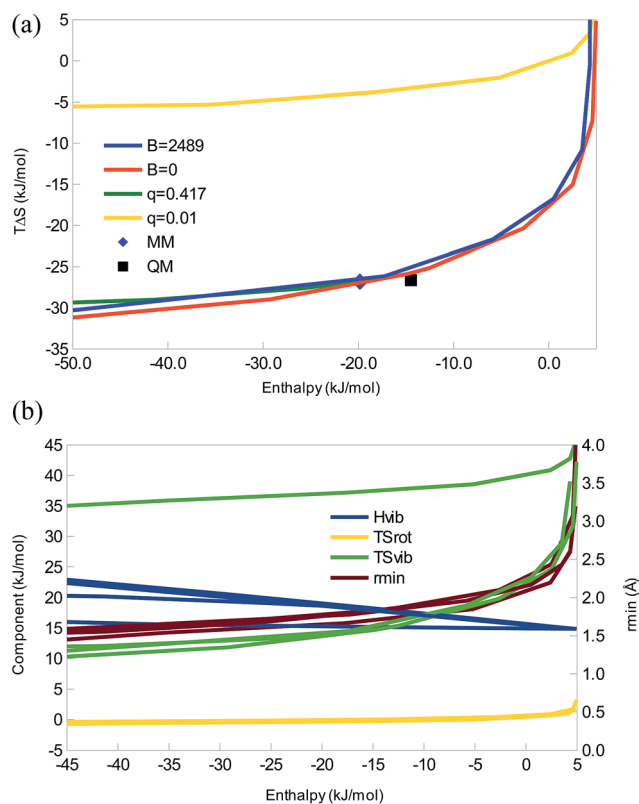 (a)
5
0
-5
-10
-15
-20
-25
-30
-35
TΔS (kJ/mol)
B=2489
B=0
q=0.417
q=0.01
MM
QM
-50.0 -40.0 -30.0 -20.0 -10.0 0.0
Enthalpy (kJ/mol)
(b)
45
40
35
30
25
20
15
10
5
0
-5
Component (kJ/mol)
Hvib
TSrot
TSvib
rmin
4.0
3.5
3.0
2.5
2.0
1.5
1.0
0.5
0.0
rmin (Å)
-45 -40 -35 -30 -25 -20 -15 -10 -5 0 5
Enthalpy (kJ/mol)